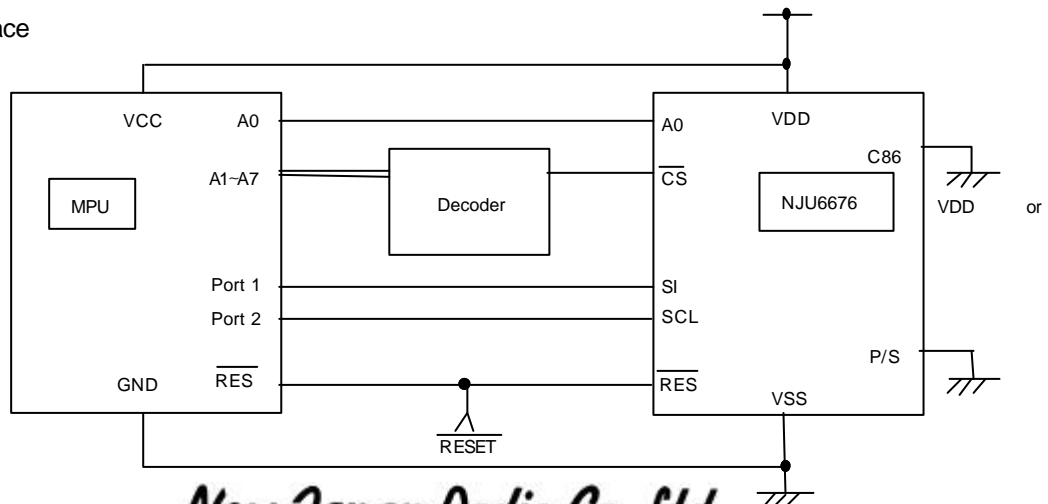 ace
VCC
A0
A1~A7
MPU
Port 1
Port 2
GND
RES
Decoder
RESET
A0
VDD
C86
CS
NJU6676
VDD or
SI
SCL
P/S
RES
VSS
New Japan Radio Co., Ltd.